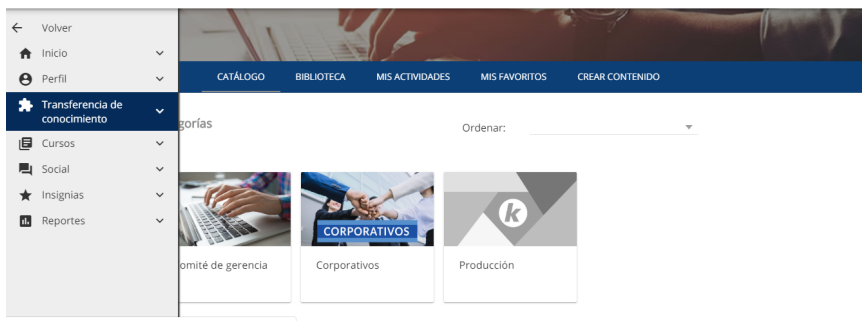 Volver
Inicio
Perfil
Transferencia de
conocimiento
Cursos
Social
Insignias
Reportes
CATÁLOGO BIBLIOTECA MIS ACTIVIDADES MIS FAVORITOS CREAR CONTENIDO
gorías
Ordenar:
CORPORATIVOS
k
omité de gerencia
Corporativos
Producción